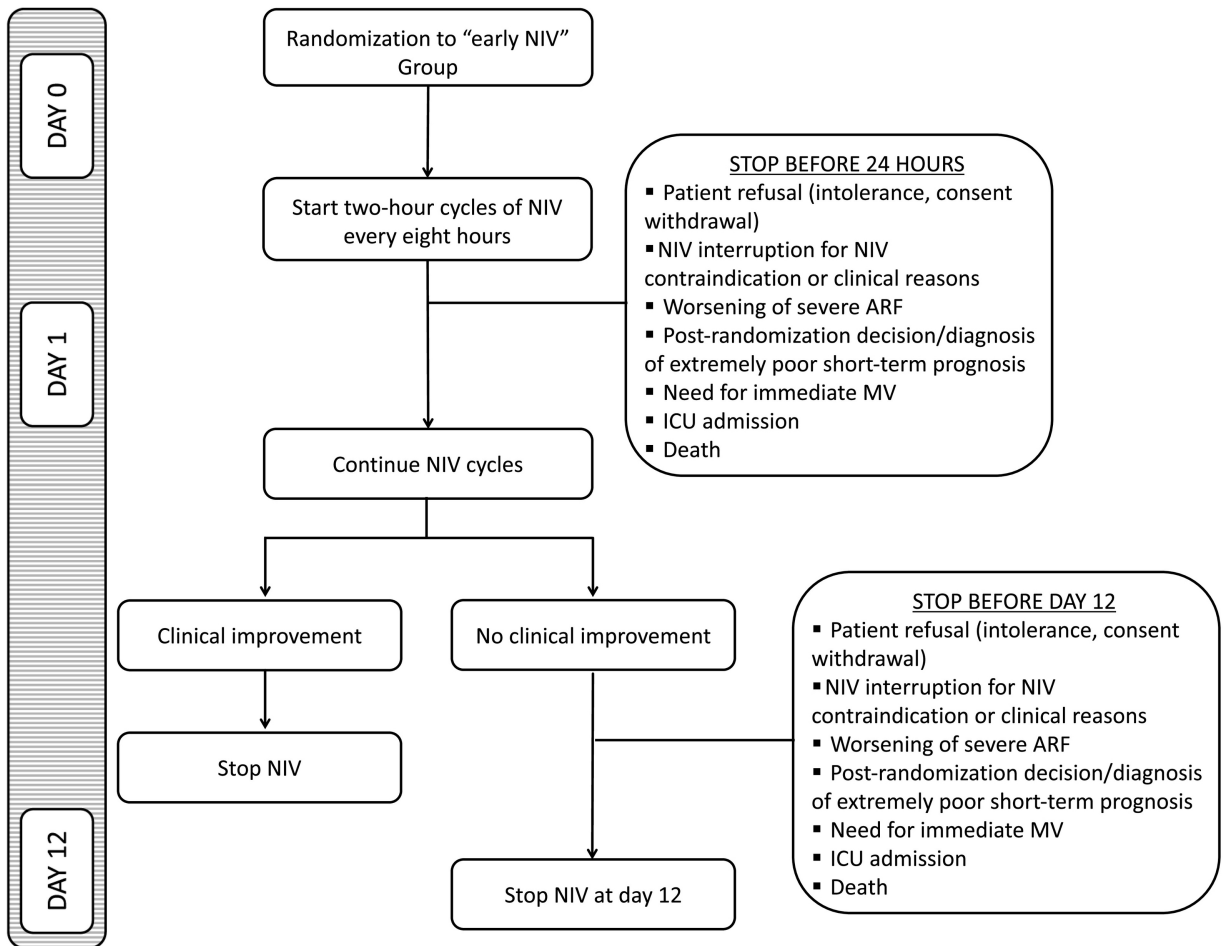 DAY 0
Randomization to “early NIV”
Group
Start two-hour cycles of NIV
every eight hours
STOP BEFORE 24 HOURS
▪ Patient refusal (intolerance, consent
withdrawal)
▪NIV interruption for NIV
contraindication or clinical reasons
▪ Worsening of severe ARF
▪ Post-randomization decision/diagnosis
of extremely poor short-term prognosis
▪ Need for immediate MV
▪ ICU admission
▪ Death
DAY 1
Continue NIV cycles
Clinical improvement
No clinical improvement
Stop NIV
STOP BEFORE DAY 12
▪ Patient refusal (intolerance, consent
withdrawal)
▪NIV interruption for NIV
contraindication or clinical reasons
▪ Worsening of severe ARF
▪ Post-randomization decision/diagnosis
of extremely poor short-term prognosis
▪ Need for immediate MV
▪ ICU admission
▪ Death
DAY 12
Stop NIV at day 12